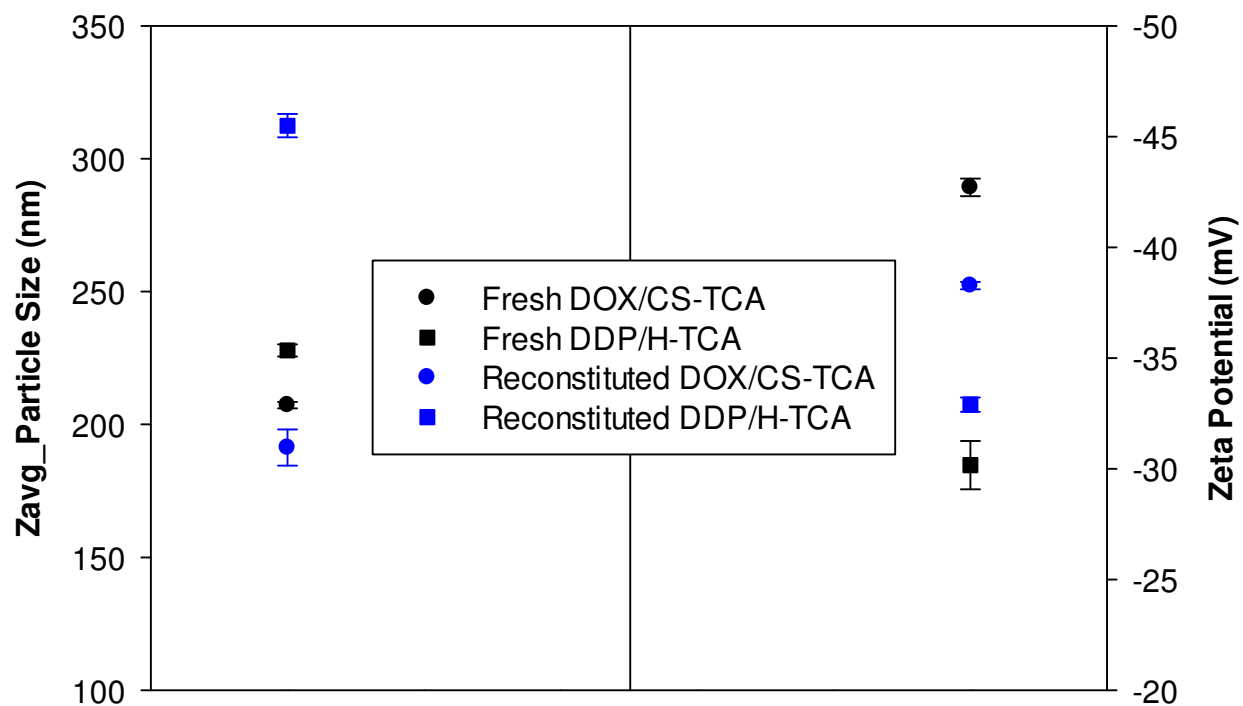 Zavg_Particle Size (nm)
350
300
250
200
150
100
Fresh DOX/CS-TCA
Fresh DDP/H-TCA
Reconstituted DOX/CS-TCA
Reconstituted DDP/H-TCA
-50
-45
-40
-35
-30
-25
-20
Zeta Potential (mV)